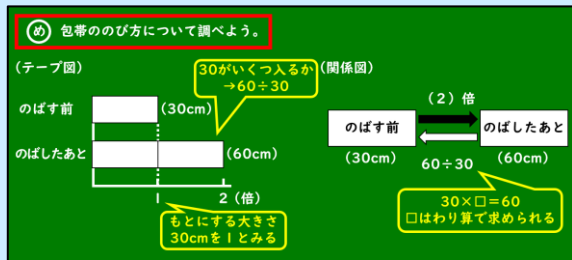 め 包帯ののび方について調べよう。
(テープ図)
30がいくつ入るか
→60÷30
のばす前
(30cm)
のばしたあと
(60cm)
1
2(倍)
もとにする大きさ
30cmを1とみる
(関係図)
(2)倍
のばす前
のばしたあと
(30cm)
60÷30
(60cm)
30×□=60
□はわり算で求められる